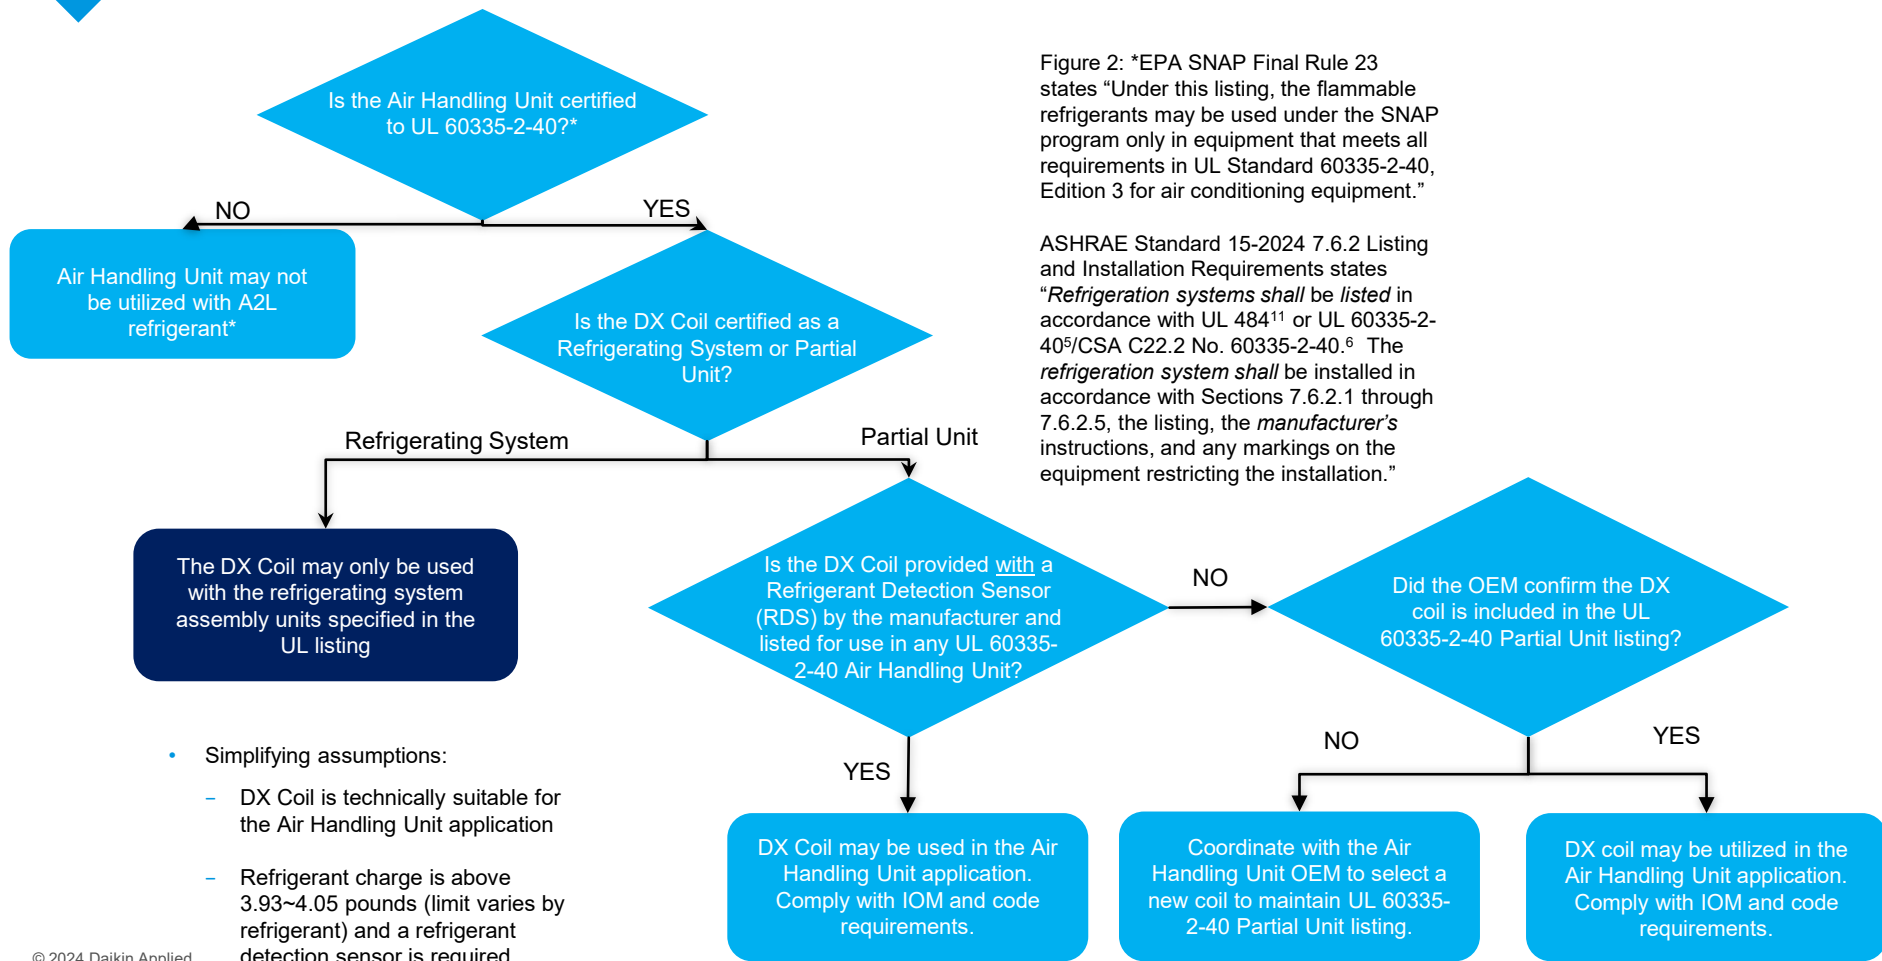 Is the Air Handling Unit certified
to UL 60335-2-40?*
NO
YES
Air Handling Unit may not
be utilized with A2L
refrigerant*
Is the DX Coil certified as a
Refrigerating System or Partial
Unit?
Refrigerating System
Partial Unit
The DX Coil may only be used
with the refrigerating system
assembly units specified in the
UL listing
Is the DX Coil provided with a
Refrigerant Detection Sensor
(RDS) by the manufacturer and
listed for use in any UL 60335-
2-40 Air Handling Unit?
NO
Did the OEM confirm the DX
coil is included in the UL
60335-2-40 Partial Unit listing?
YES
NO
YES
DX Coil may be used in the Air
Handling Unit application.
Comply with IOM and code
requirements.
Coordinate with the Air
Handling Unit OEM to select a
new coil to maintain UL 60335-
2-40 Partial Unit listing.
DX coil may be utilized in the
Air Handling Unit application.
Comply with IOM and code
requirements.
Figure 2: *EPA SNAP Final Rule 23
states “Under this listing, the flammable
refrigerants may be used under the SNAP
program only in equipment that meets all
requirements in UL Standard 60335-2-40,
Edition 3 for air conditioning equipment.”
ASHRAE Standard 15-2024 7.6.2 Listing
and Installation Requirements states
“Refrigeration systems shall be listed in
accordance with UL 484¹¹ or UL 60335-2-
40⁵/CSA C22.2 No. 60335-2-40.⁶ The
refrigeration system shall be installed in
accordance with Sections 7.6.2.1 through
7.6.2.5, the listing, the manufacturer’s
instructions, and any markings on the
equipment restricting the installation.”
• Simplifying assumptions:
– DX Coil is technically suitable for
the Air Handling Unit application
– Refrigerant charge is above
3.93~4.05 pounds (limit varies by
refrigerant) and a refrigerant
detection sensor is required
© 2024 Daikin Applied